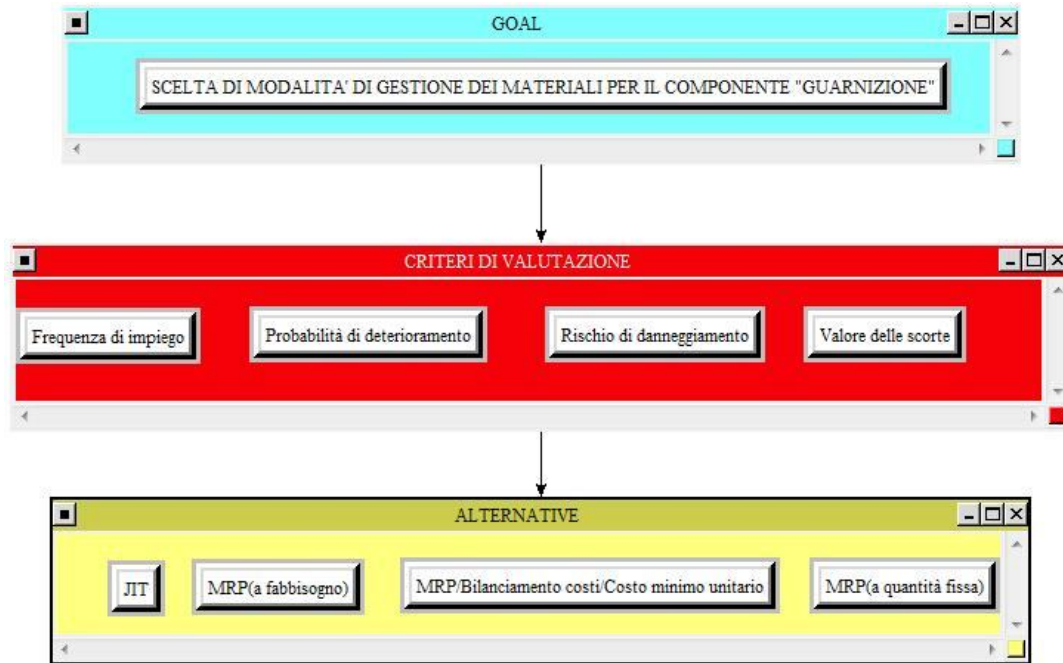 GOAL
SCELTA DI MODALITA' DI GESTIONE DEI MATERIALI PER IL COMPONENTE "GUARNIZIONE"
CRITERI DI VALUTAZIONE
Frequenza di impiego
Probabilità di deterioramento
Rischio di danneggiamento
Valore delle scorte
ALTERNATIVE
JIT
MRP(a fabbisogno)
MRP/Bilanciamento costi/Costo minimo unitario
MRP(a quantità fissa)